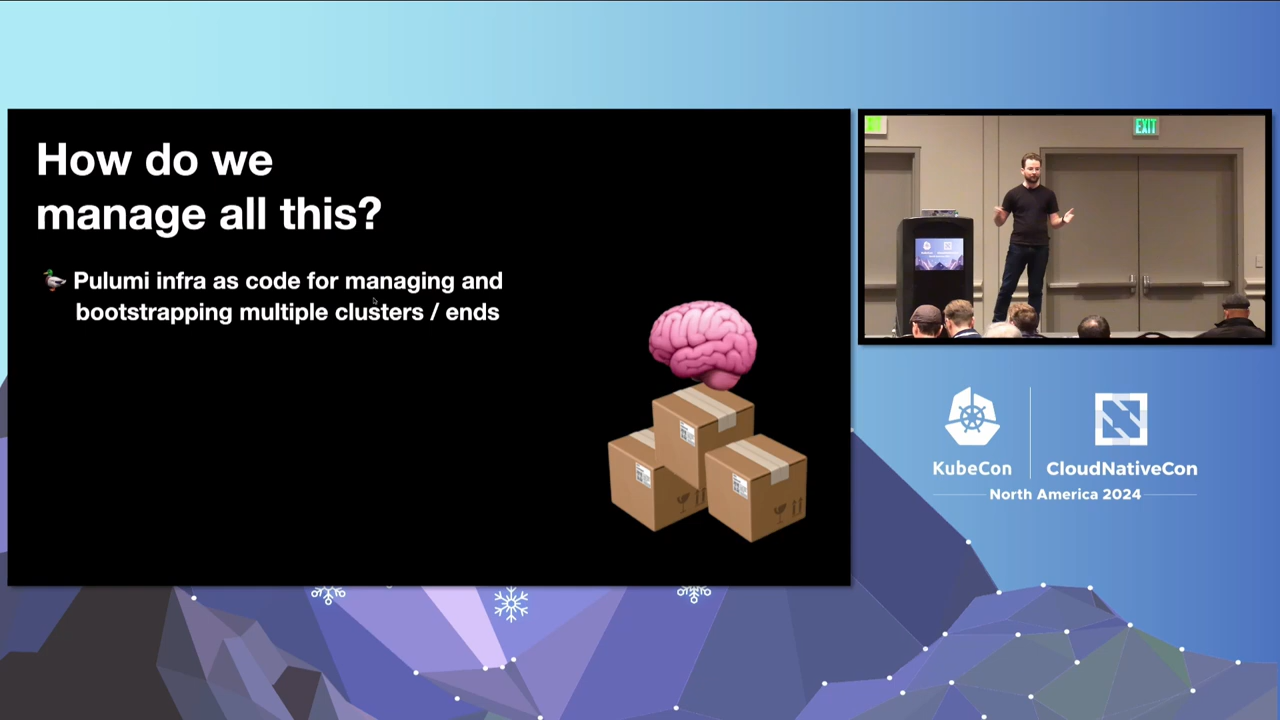 How do we
manage all this?
🦆 Pulumi infra as code for managing and
bootstrapping multiple clusters / ends
EXIT
KubeCon
CloudNativeCon
North America 2024